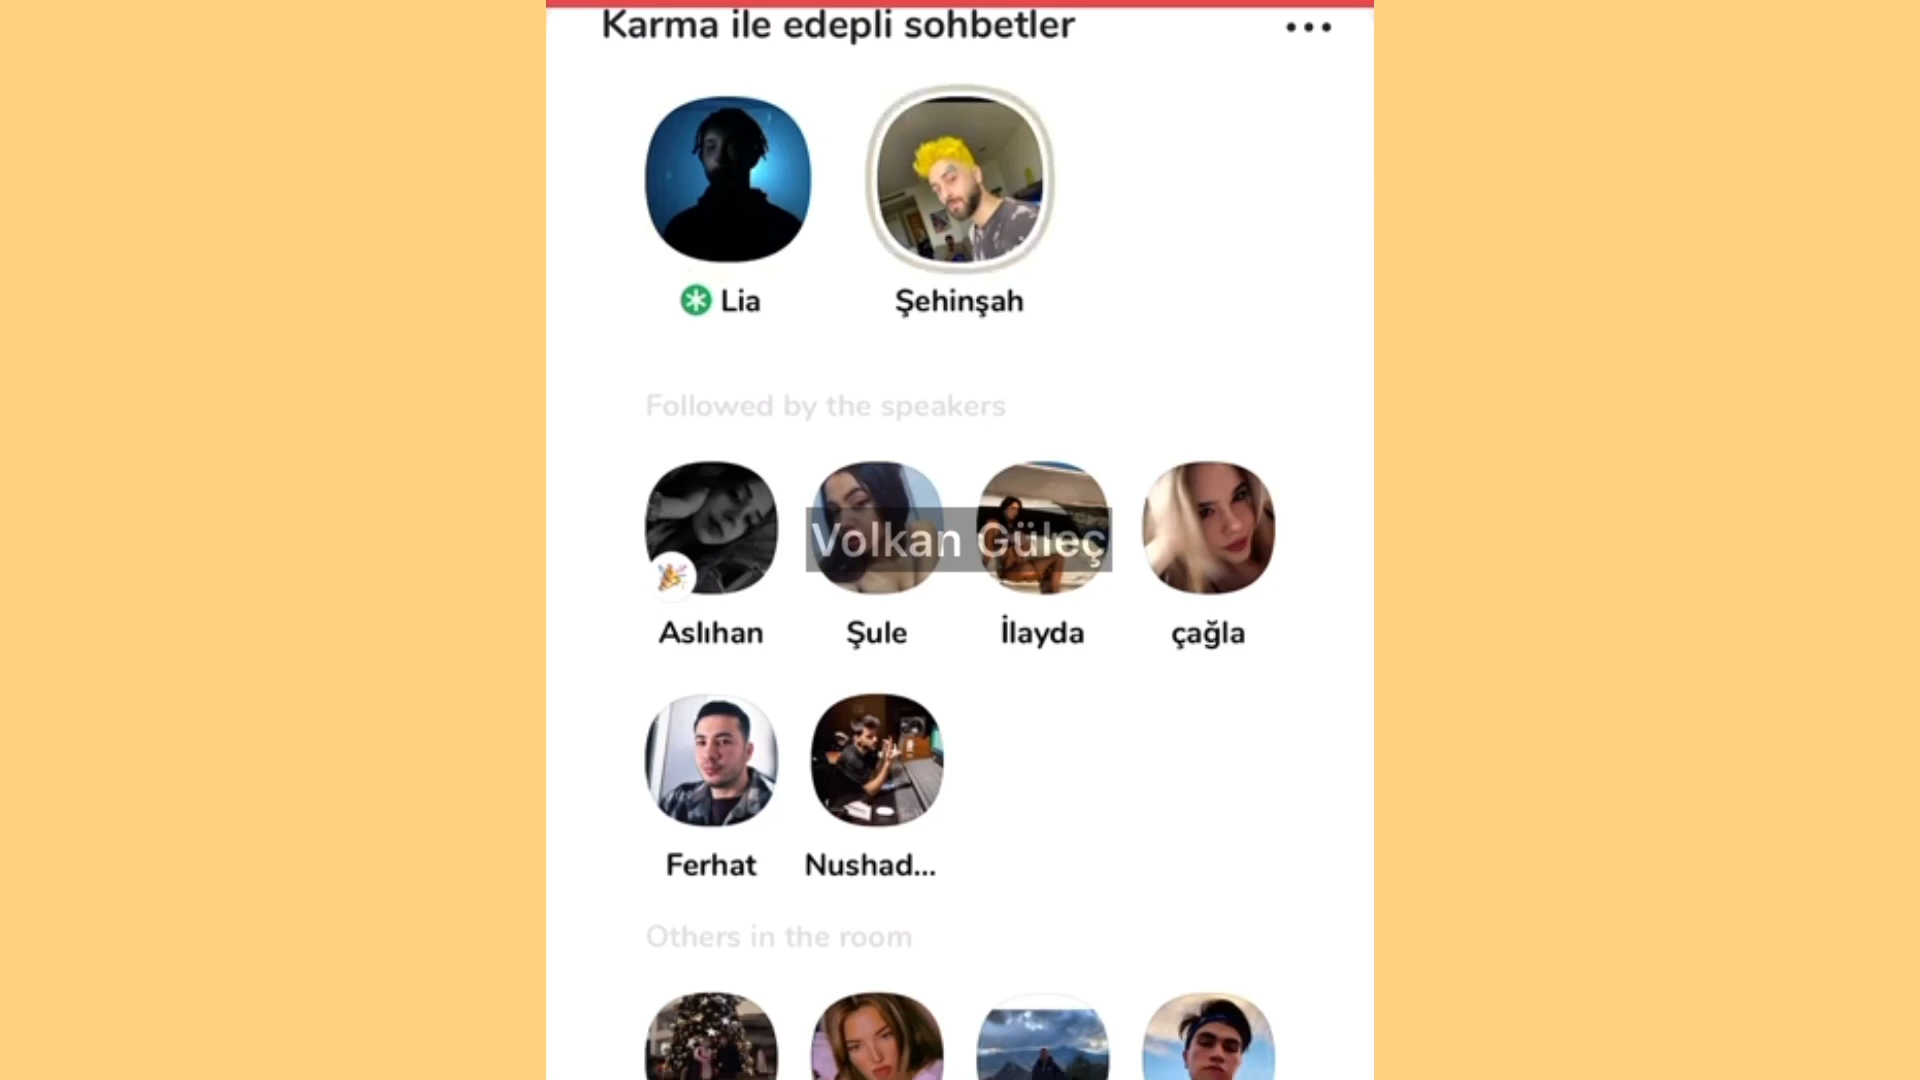 Karma ile edepli sohbetler
Lia
Şehinşah
Followed by the speakers
Volkan Güleç
Aslıhan
Şule
İlayda
çağla
Ferhat
Nushad...
Others in the room